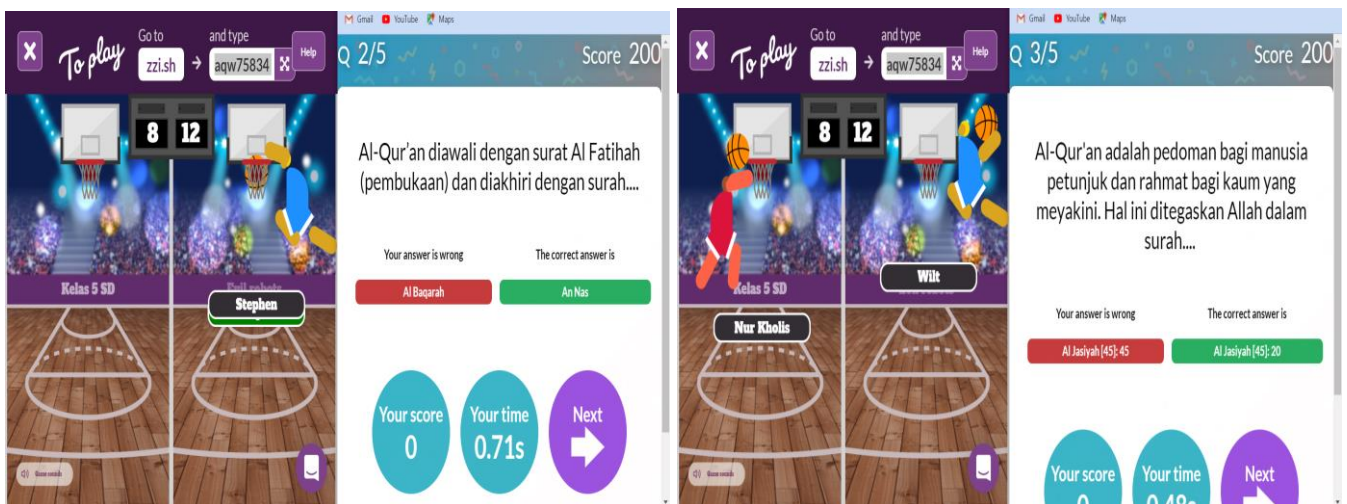 Gmail YouTube Maps
To play
Go to
zzi.sh
→
and type
aqw75834
Help
8 12
Kelas 5 SD
Stephen
Q 2/5
Score 200
Al-Qur'an diawali dengan surat Al Fatihah
(pembukaan) dan diakhiri dengan surah....
Your answer is wrong
The correct answer is
Al Baqarah
An Nas
Your score
0
Your time
0.71s
Next
Gmail YouTube Maps
To play
Go to
zzi.sh
→
and type
aqw75834
Help
8 12
Kelas 5 SD
Wilt
Nur Kholis
Q 3/5
Score 200
Al-Qur'an adalah pedoman bagi manusia
petunjuk dan rahmat bagi kaum yang
meyakini. Hal ini ditegaskan Allah dalam
surah....
Your answer is wrong
The correct answer is
Al Jasiyah [45]: 45
Al Jasiyah [45]: 20
Your score
Your time
Next